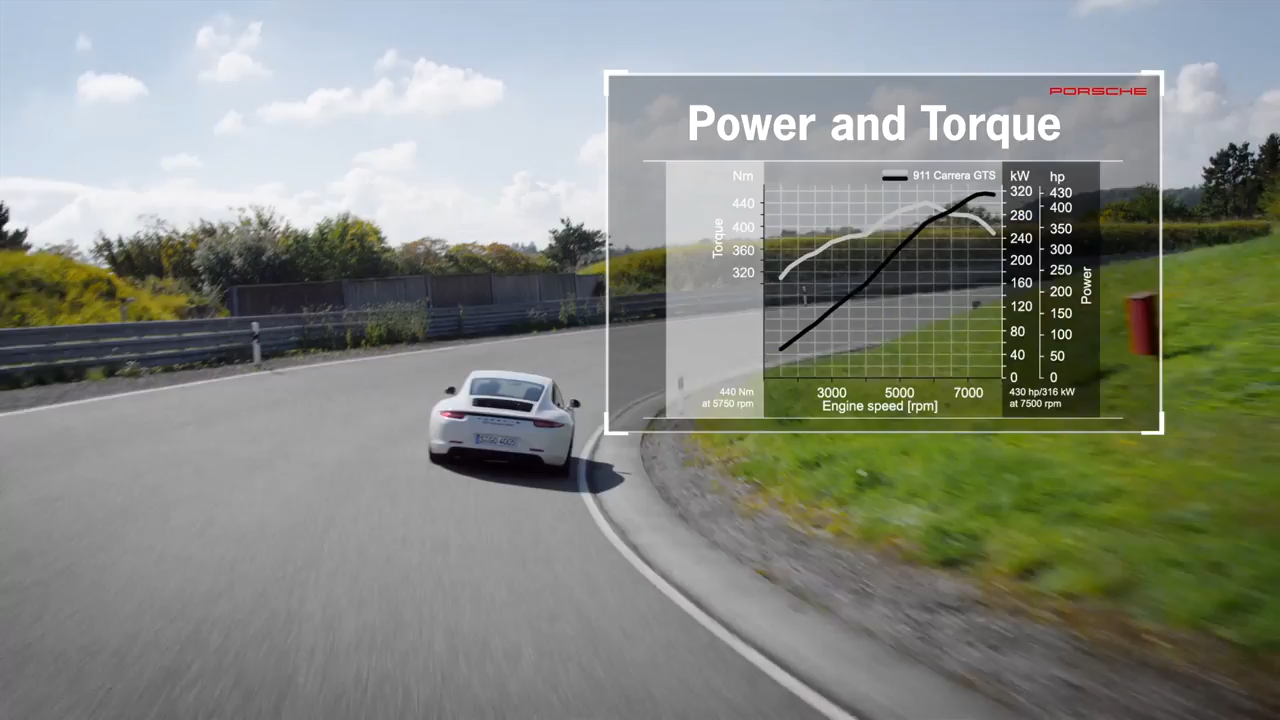 PORSCHE
Power and Torque
911 Carrera GTS
Nm
440
400
360
320
Torque
440 Nm
at 5750 rpm
3000 5000 7000
Engine speed [rpm]
kW
320
280
240
200
160
120
80
40
0
hp
430
400
350
300
250
200
150
100
50
0
Power
430 hp/316 kW
at 7500 rpm